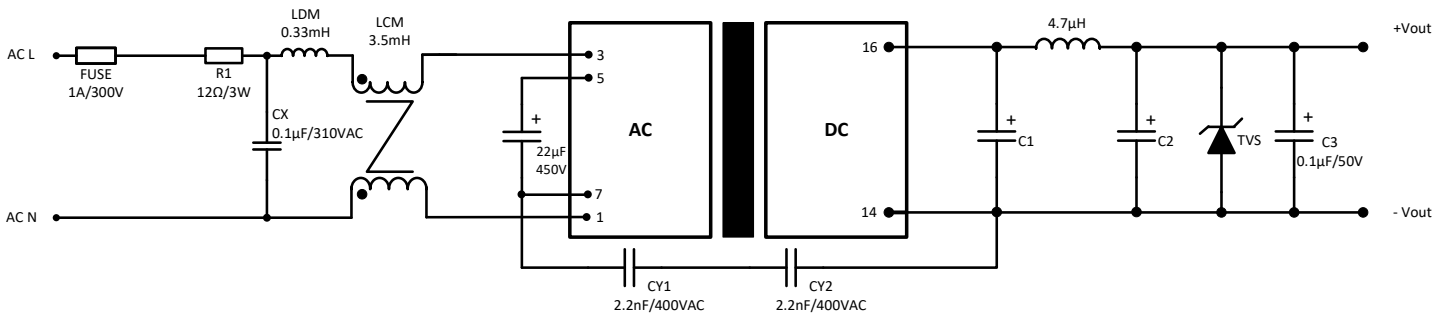 LDM
0.33mH
LCM
3.5mH
4.7µH
+Vout
AC L
FUSE
1A/300V
R1
12Ω/3W
3
5
16
CX
0.1µF/310VAC
+
22µF
450V
AC
DC
+
C1
+
C2
TVS
+
C3
0.1µF/50V
7
1
14
AC N
- Vout
CY1
2.2nF/400VAC
CY2
2.2nF/400VAC